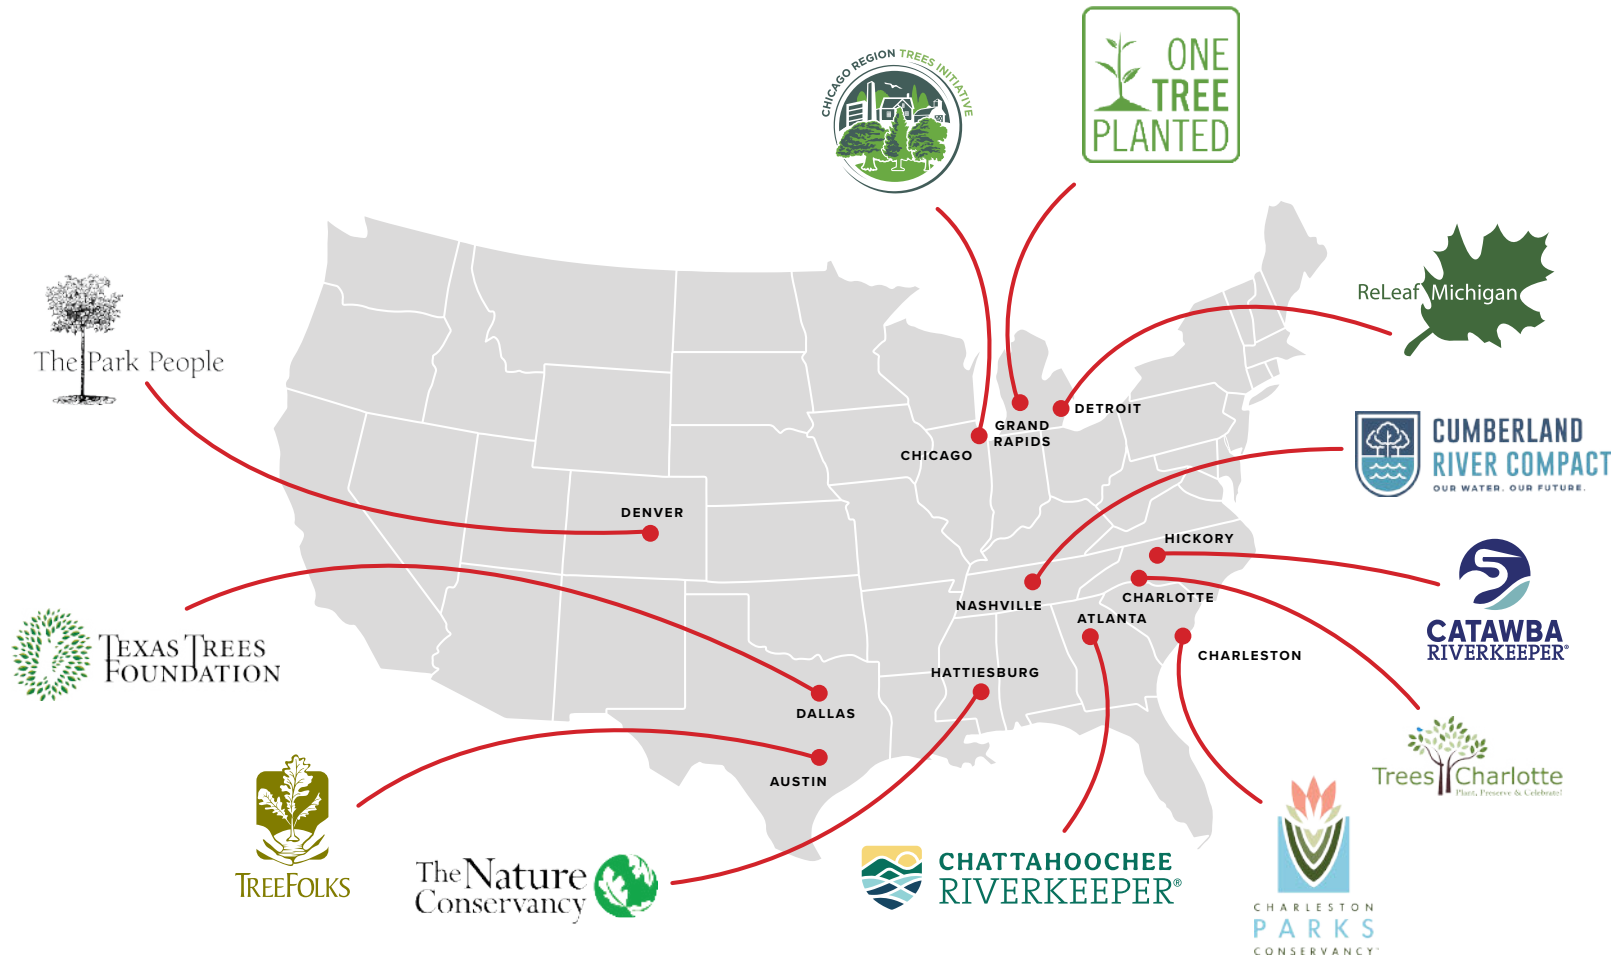 CHICAGO REGION TREES INITIATIVE
ONE
TREE
PLANTED
ReLeaf Michigan
The Park People
DETROIT
GRAND
RAPIDS
CHICAGO
CUMBERLAND
RIVER COMPACT
OUR WATER. OUR FUTURE.
DENVER
HICKORY
NASHVILLE
CHARLOTTE
ATLANTA
CHARLESTON
CATAWBA
RIVERKEEPER®
TEXAS TREES
FOUNDATION
HATTIESBURG
DALLAS
AUSTIN
Trees Charlotte
Plant, Preserve & Celebrate!
TREEFOLKS
The Nature
Conservancy
CHATTAHOOCHEE
RIVERKEEPER®
CHARLESTON
PARKS
CONSERVANCY